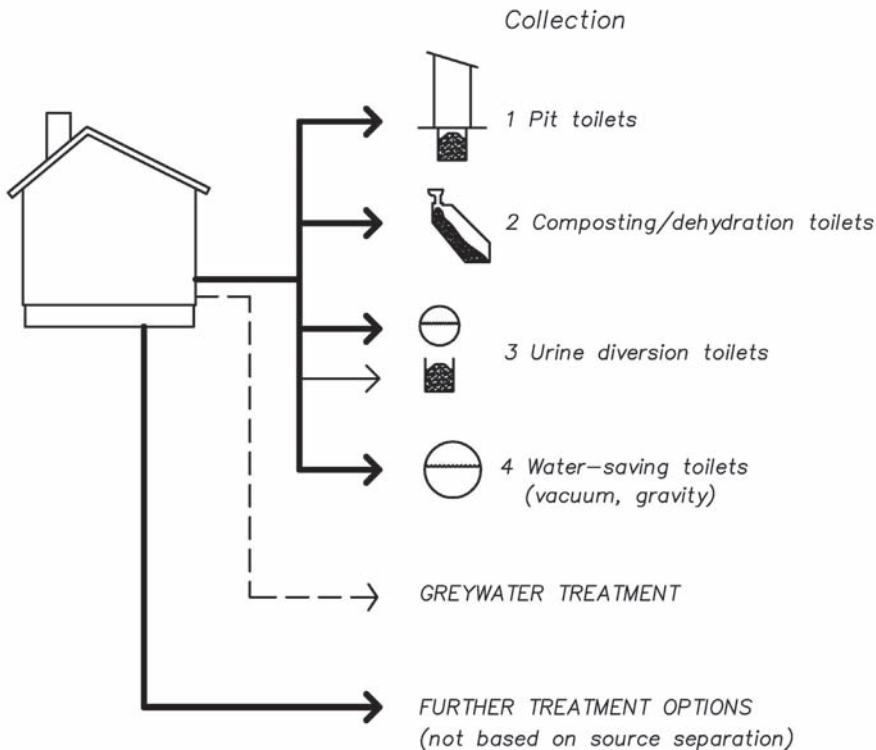 Collection
1 Pit toilets
2 Composting/dehydration toilets
3 Urine diversion toilets
4 Water-saving toilets
(vacuum, gravity)
GREYWATER TREATMENT
FURTHER TREATMENT OPTIONS
(not based on source separation)